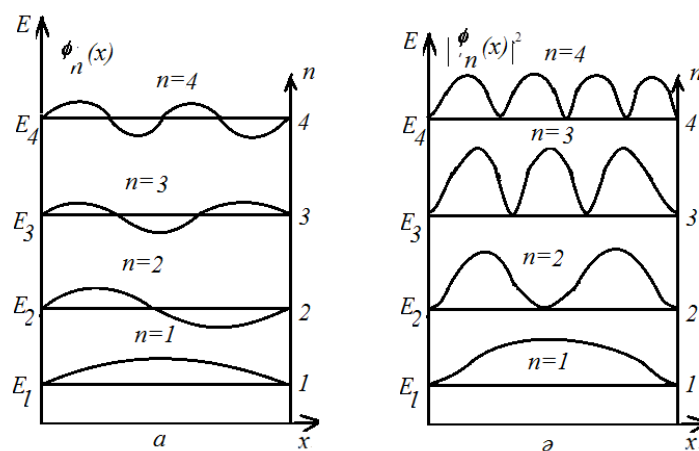 E
ϕn(x)
n
n=4
E4
4
n=3
E3
3
n=2
E2
2
n=1
E1
1
a
x
E
|ϕn(x)|²
n=4
n
E4
4
n=3
E3
3
n=2
E2
2
n=1
E1
1
ə
x